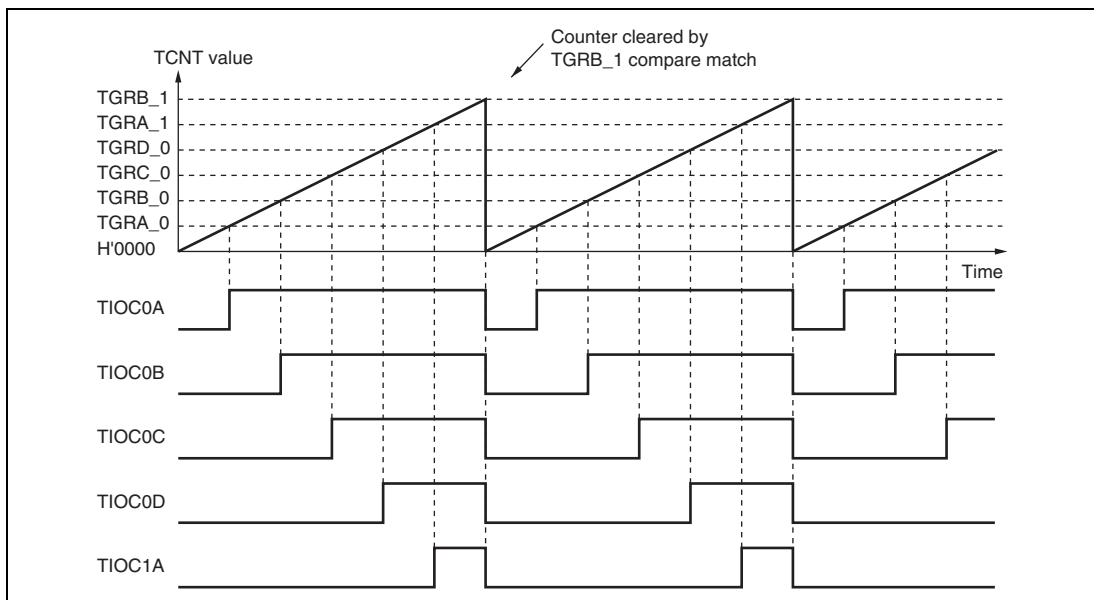 Counter cleared by
TGRB_1 compare match
TCNT value
TGRB_1
TGRA_1
TGRD_0
TGRC_0
TGRB_0
TGRA_0
H'0000
Time
TIOC0A
TIOC0B
TIOC0C
TIOC0D
TIOC1A